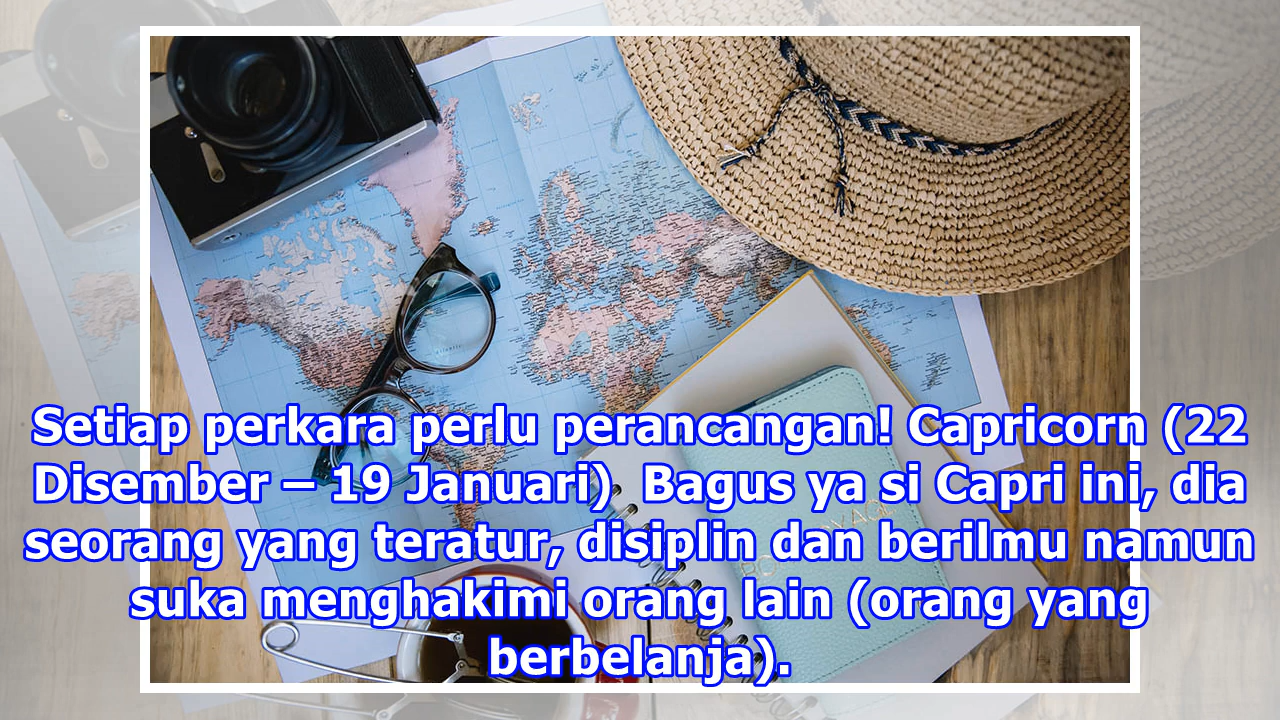 Setiap perkara perlu perancangan! Capricorn (22
Disember – 19 Januari)  Bagus ya si Capri ini, dia
seorang yang teratur, disiplin dan berilmu namun
suka menghakimi orang lain (orang yang
berbelanja).